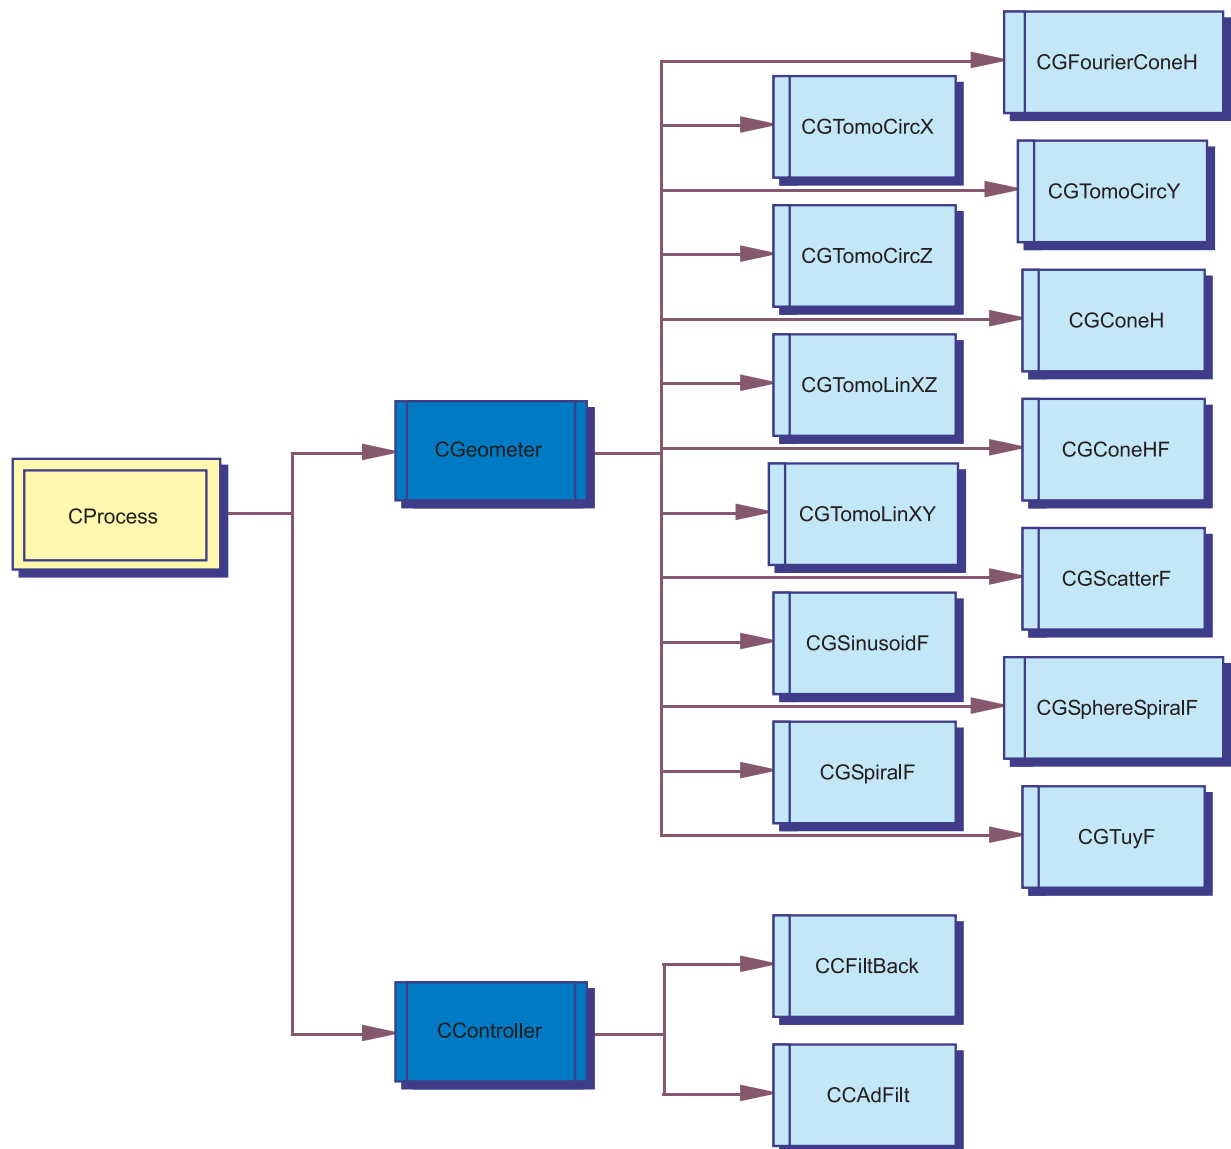 CGFourierConeH
CGTomoCircX
CGTomoCircY
CGTomoCircZ
CGConeH
CGTomoLinXZ
CGeometer
CGConeHF
CProcess
CGTomoLinXY
CGScatterF
CGSinusoidF
CGSphereSpiralF
CGSpiralF
CGTuyF
CCFiltBack
CController
CCAdFilt